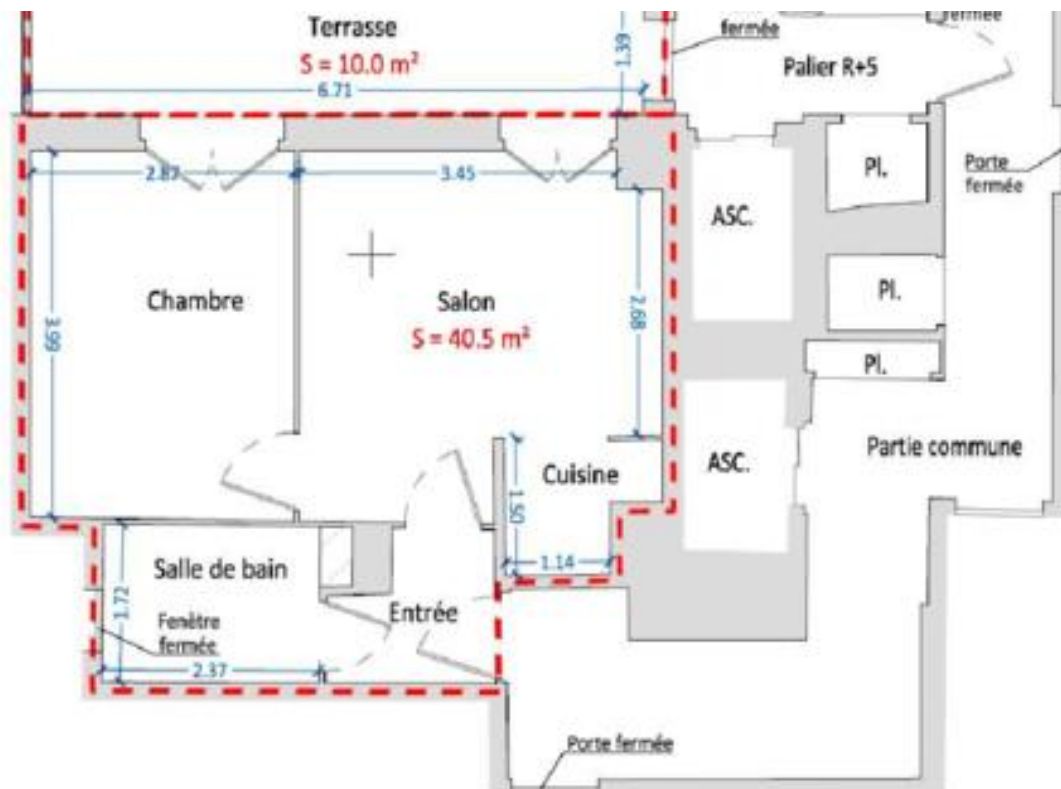 Terrasse
S = 10.0 m²
6.71
1.39
fermée
fermée
Palier R+5
2.87
3.45
Pl.
Porte
fermée
ASC.
Chambre
Salon
S = 40.5 m²
3.99
2.68
Pl.
Pl.
Cuisine
ASC.
Partie commune
1.50
1.14
Salle de bain
1.72
Entrée
Fenêtre
fermée
2.37
Porte fermée